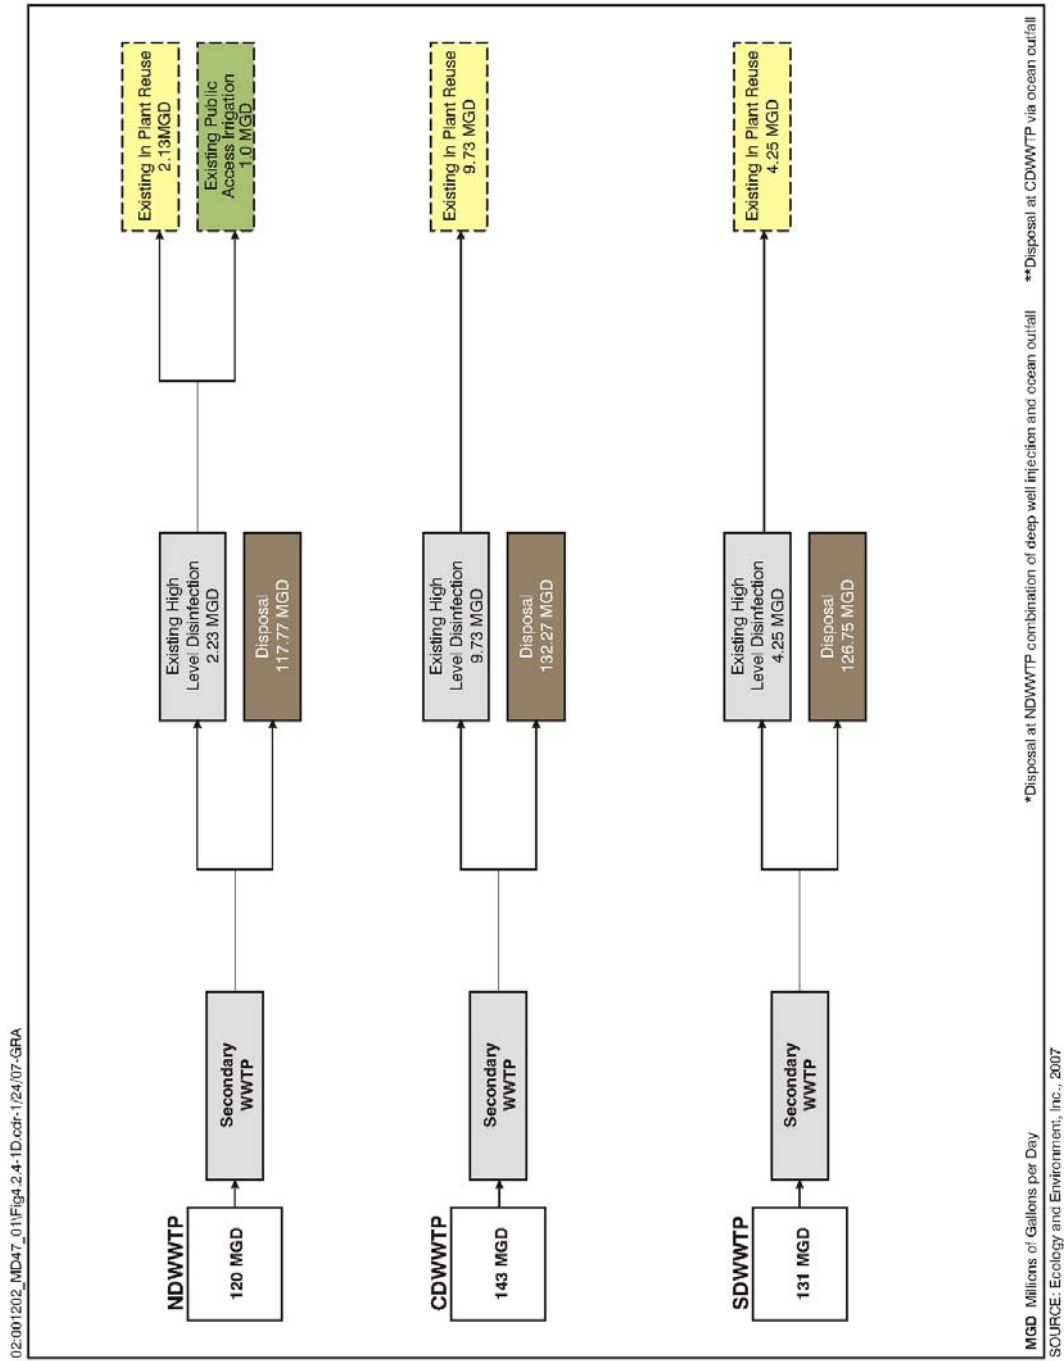 02:001202_MD47_01\Fig4.2.4-1D.cdr-1/24/07-GRA
NDWWTP
120 MGD
Secondary
WWTP
Existing High
Level Disinfection
2.23 MGD
Disposal
117.77 MGD
Existing In Plant Reuse
2.13MGD
Existing Public
Access Irrigation
1.0 MGD
CDWWTP
143 MGD
Secondary
WWTP
Existing High
Level Disinfection
9.73 MGD
Disposal
132.27 MGD
Existing In Plant Reuse
9.73 MGD
SDWWTP
131 MGD
Secondary
WWTP
Existing High
Level Disinfection
4.25 MGD
Disposal
126.75 MGD
Existing In Plant Reuse
4.25 MGD
MGD Millions of Gallons per Day
*Disposal at NDWWTP combination of deep well injection and ocean outfall
**Disposal at CDWWTP via ocean outfall
SOURCE: Ecology and Environment, Inc., 2007